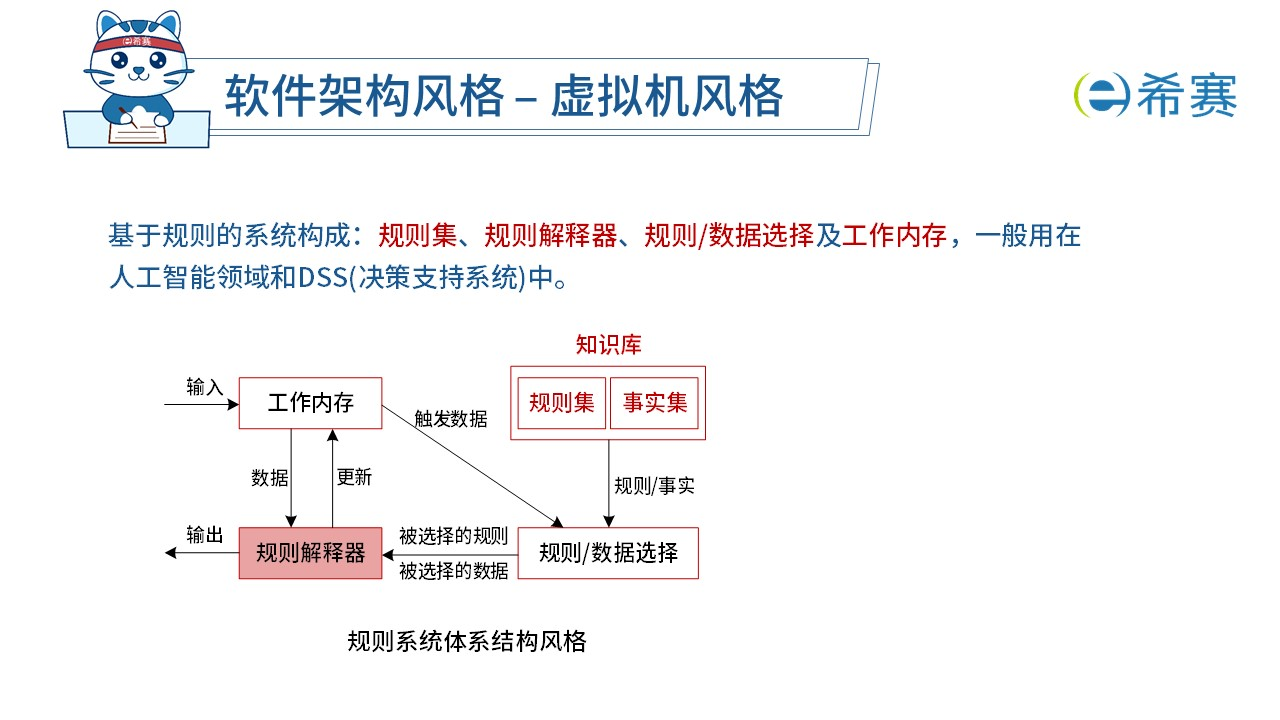 希赛
软件架构风格 – 虚拟机风格
希赛
基于规则的系统构成：规则集、规则解释器、规则/数据选择及工作内存，一般用在
人工智能领域和DSS(决策支持系统)中。
知识库
输入
工作内存
规则集
事实集
触发数据
数据
更新
规则/事实
输出
规则解释器
被选择的规则
被选择的数据
规则/数据选择
规则系统体系结构风格